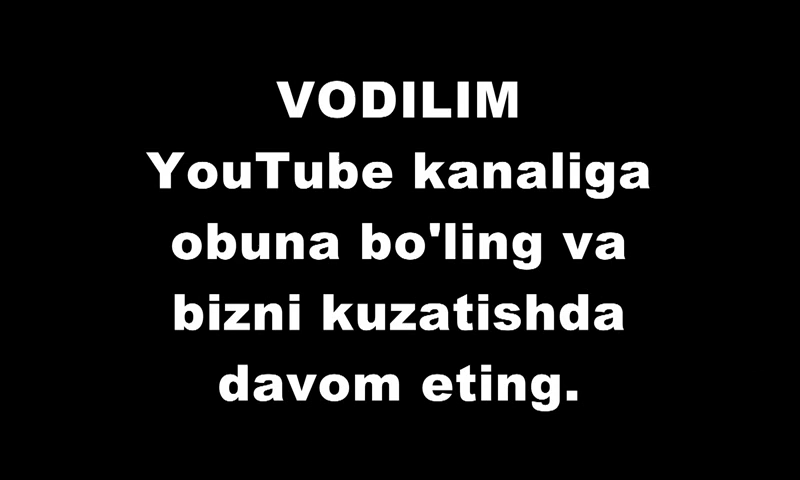 VODILIM
YouTube kanaliga
obuna bo'ling va
bizni kuzatishda
davom eting.